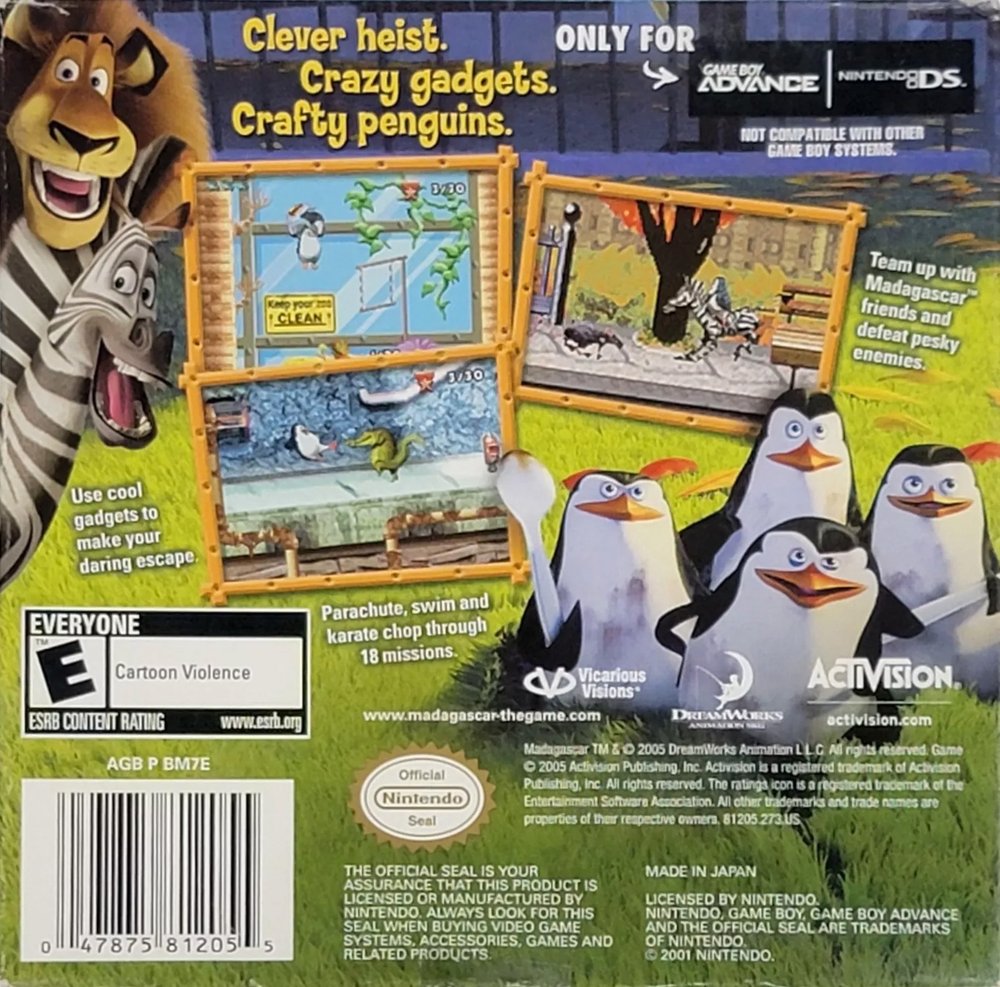 Clever heist.
Crazy gadgets.
Crafty penguins.
ONLY FOR
GAME BOY
ADVANCE
NINTENDO DS™
NOT COMPATIBLE WITH OTHER
GAME BOY SYSTEMS.
3/30
Keep your zoo
! CLEAN !
3/30
Team up with
Madagascar™
friends and
defeat pesky
enemies.
Use cool
gadgets to
make your
daring escape.
Parachute, swim and
karate chop through
18 missions.
EVERYONE
™
E
Cartoon Violence
ESRB CONTENT RATING www.esrb.org
Vicarious
Visions®
www.madagascar-thegame.com
DREAMWORKS
ANIMATION SKG
ACTIVISION®
activision.com
AGB P BM7E
Official
Nintendo
Seal
Madagascar TM & © 2005 DreamWorks Animation L.L.C. All rights reserved. Game
© 2005 Activision Publishing, Inc. Activision is a registered trademark of Activision
Publishing, Inc. All rights reserved. The ratings icon is a registered trademark of the
Entertainment Software Association. All other trademarks and trade names are
properties of their respective owners. 81205.273.US
THE OFFICIAL SEAL IS YOUR
ASSURANCE THAT THIS PRODUCT IS
LICENSED OR MANUFACTURED BY
NINTENDO. ALWAYS LOOK FOR THIS
SEAL WHEN BUYING VIDEO GAME
SYSTEMS, ACCESSORIES, GAMES AND
RELATED PRODUCTS.
MADE IN JAPAN
LICENSED BY NINTENDO.
NINTENDO, GAME BOY, GAME BOY ADVANCE
AND THE OFFICIAL SEAL ARE TRADEMARKS
OF NINTENDO.
© 2001 NINTENDO.
0 47875 81205 5